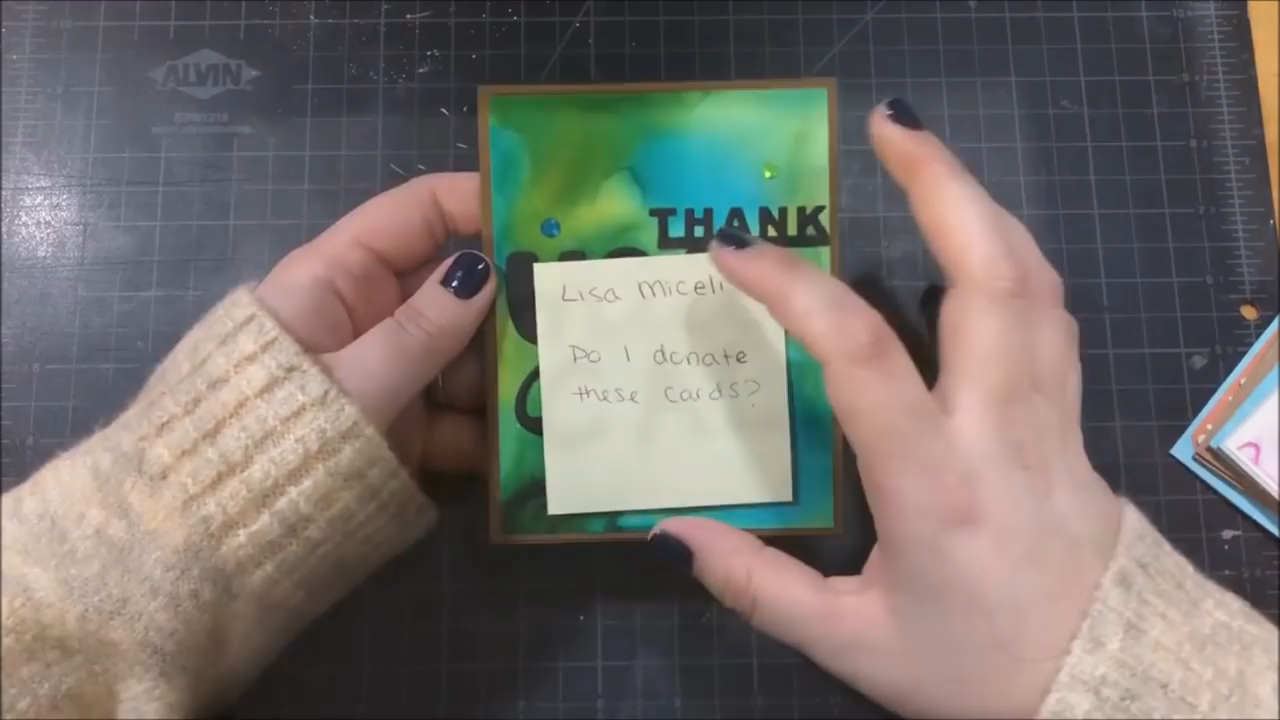 ALVIN
THANK
Lisa Miceli
Do I donate
these cards?